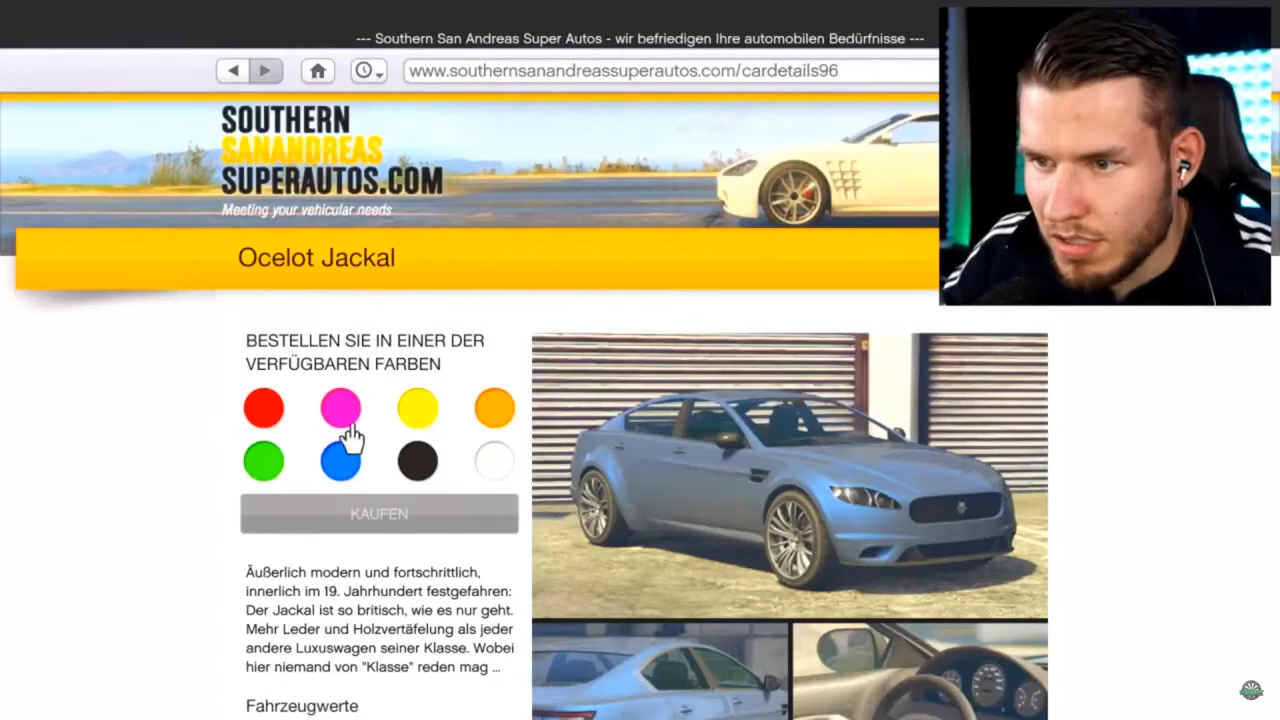 --- Southern San Andreas Super Autos - wir befriedigen Ihre automobilen Bedürfnisse ---
www.southernsanandreassuperautos.com/cardetails96
SOUTHERN
SANANDREAS
SUPERAUTOS.COM
Meeting your vehicular needs
Ocelot Jackal
BESTELLEN SIE IN EINER DER
VERFÜGBAREN FARBEN
KAUFEN
Äußerlich modern und fortschrittlich,
innerlich im 19. Jahrhundert festgefahren:
Der Jackal ist so britisch, wie es nur geht.
Mehr Leder und Holzvertäfelung als jeder
andere Luxuswagen seiner Klasse. Wobei
hier niemand von "Klasse" reden mag ...
Fahrzeugwerte